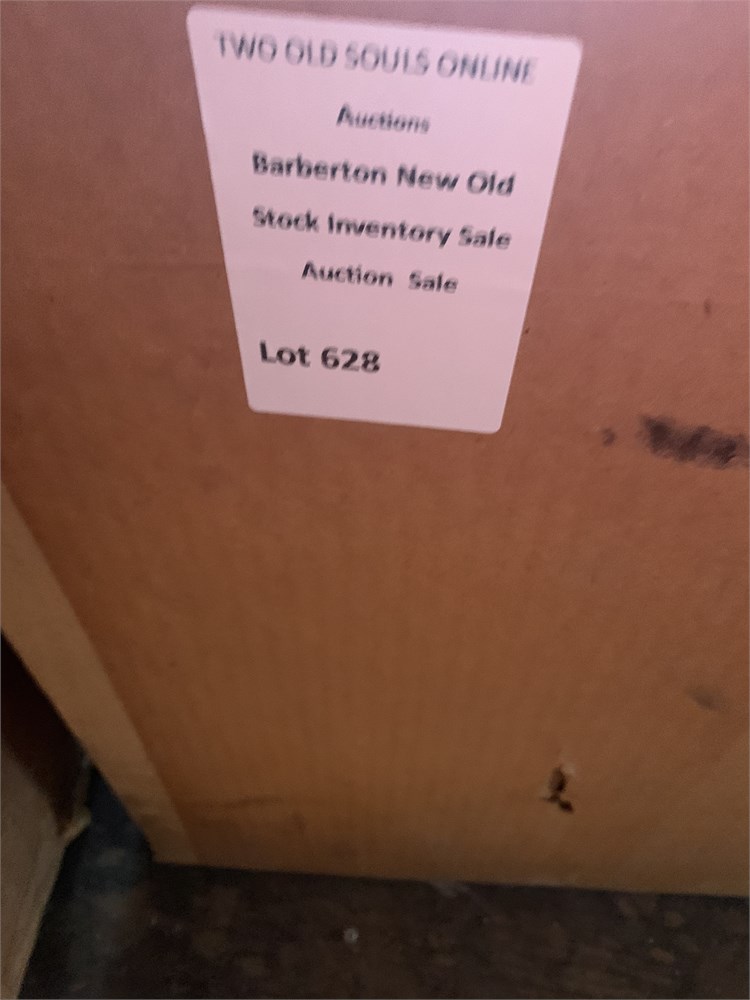 TWO OLD SOULS ONLINE
Auctions
Barberton New Old
Stock Inventory Sale
Auction Sale
Lot 628